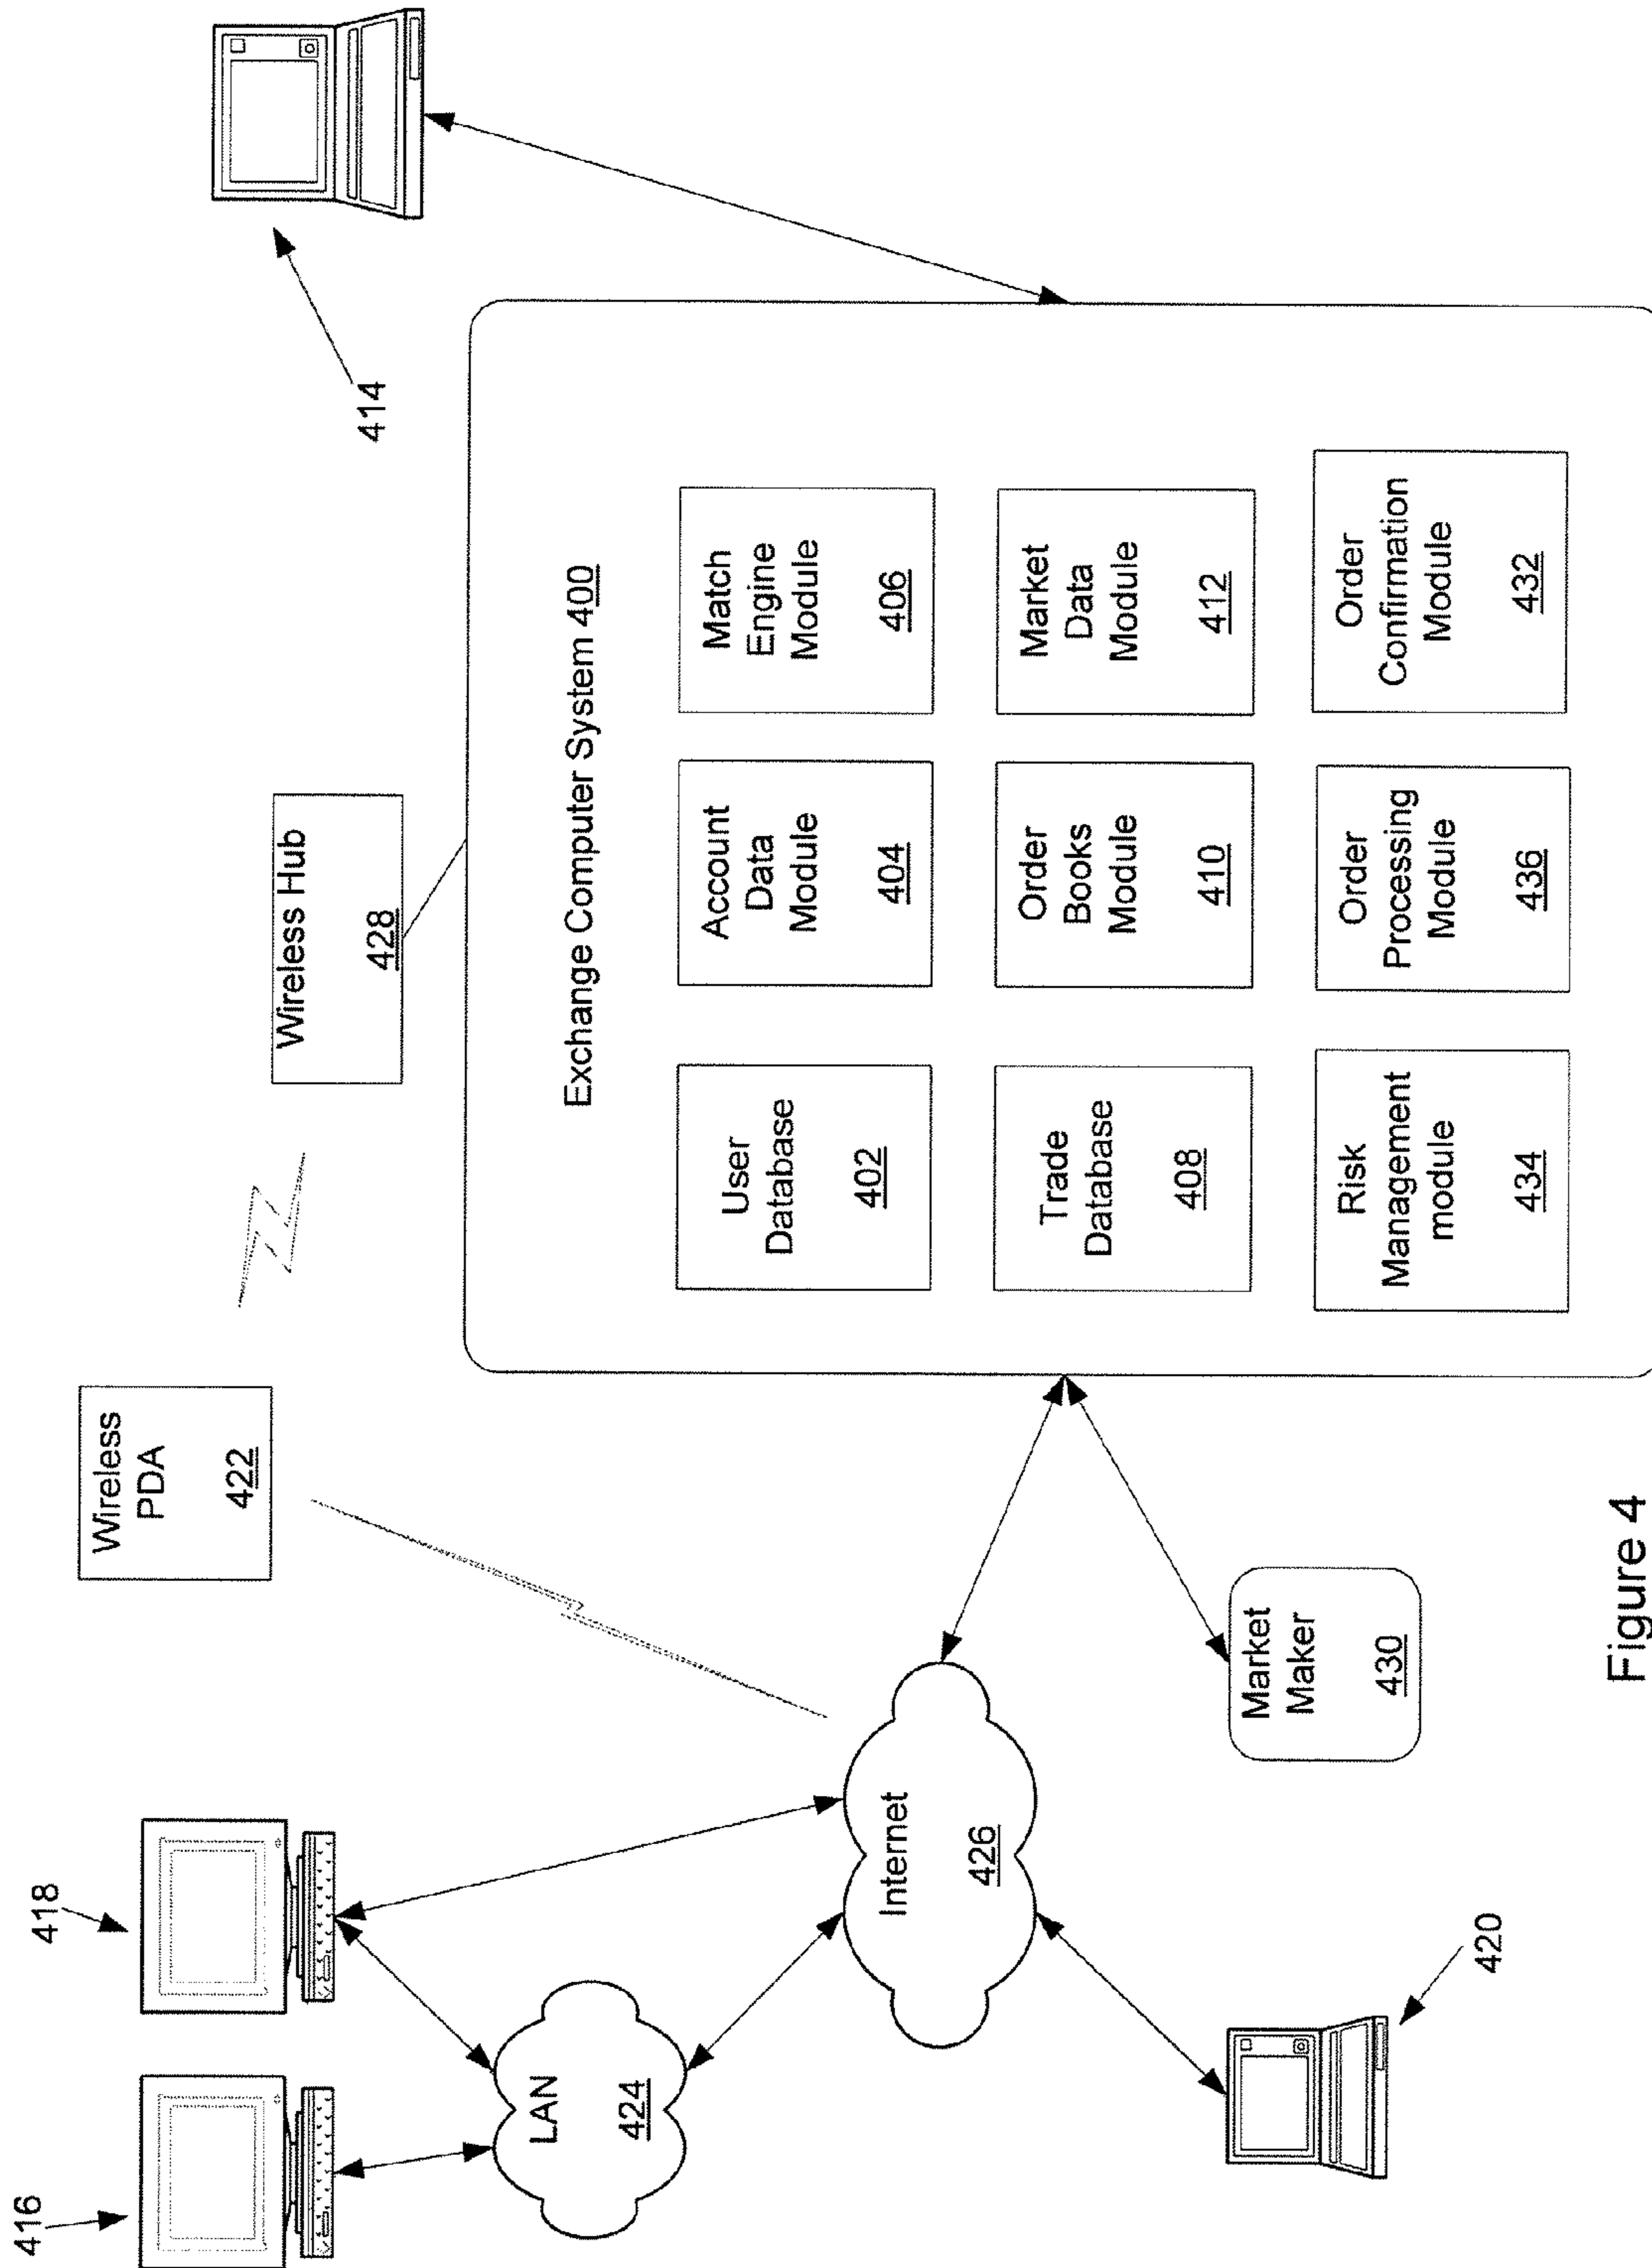 416
418
Wireless
PDA
422
Wireless Hub
428
414
LAN
424
Internet
426
420
Market
Maker
430
Exchange Computer System 400
User
Database
402
Account
Data
Module
404
Match
Engine
Module
406
Trade
Database
408
Order
Books
Module
410
Market
Data
Module
412
Risk
Management
module
434
Order
Processing
Module
436
Order
Confirmation
Module
432
Figure 4